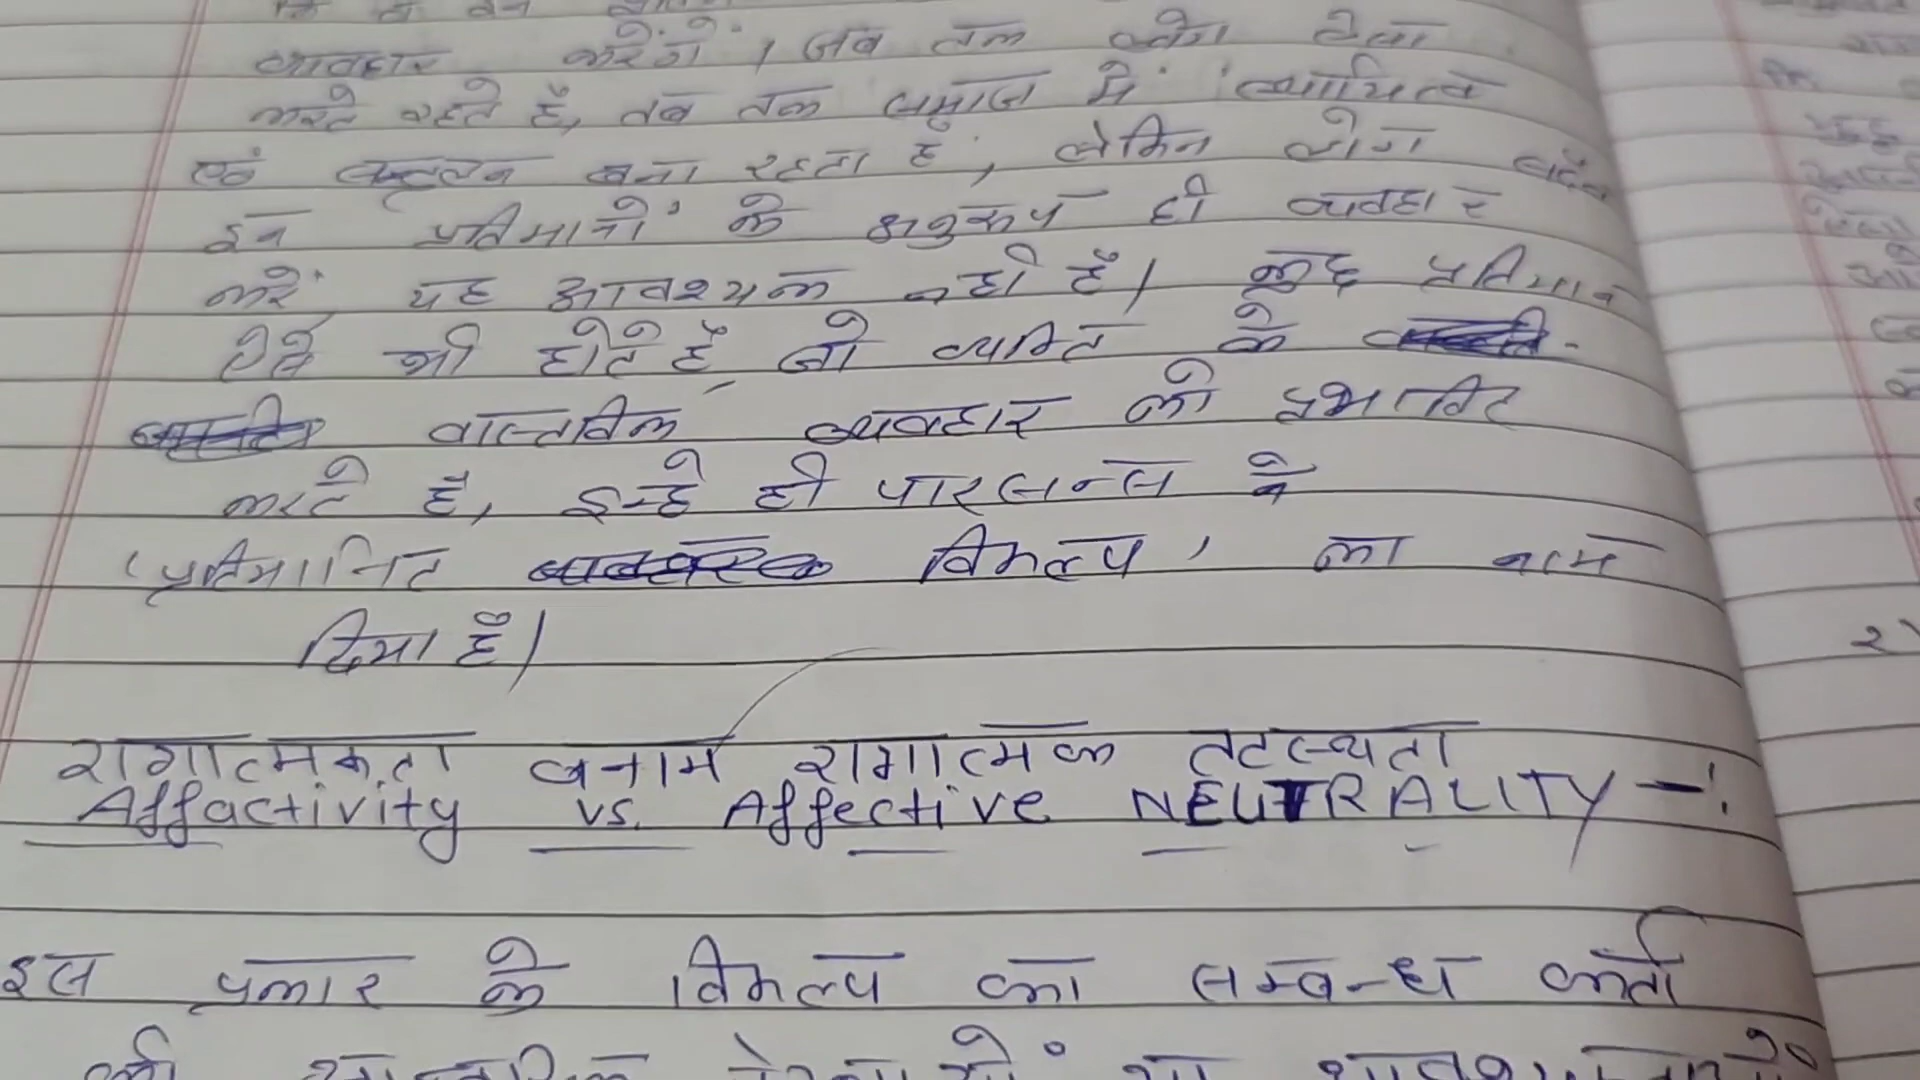 व्यवहार करेंगे । जब तक लोग ऐसा
करते रहते हैं, तब तक समाज में स्थायित्व
एवं सन्तुलन बना रहता है, लेकिन लोग सदैव
इन प्रतिमानों के अनुरूप ही व्यवहार
करें यह आवश्यक नही है। कुछ प्रतिमान
ऐसे भी होते हैं, जो व्यक्ति के
वास्तविक व्यवहार को प्रभावित
करते हैं, इन्हे ही पारसन्स ने
'प्रतिमानित विकल्प' का नाम
दिया है।
रागात्मकता बनाम रागात्मक तटस्थता
Affactivity vs. Affective NEUTRALITY -:
इस प्रकार के विकल्प का सम्बन्ध कर्ता
की